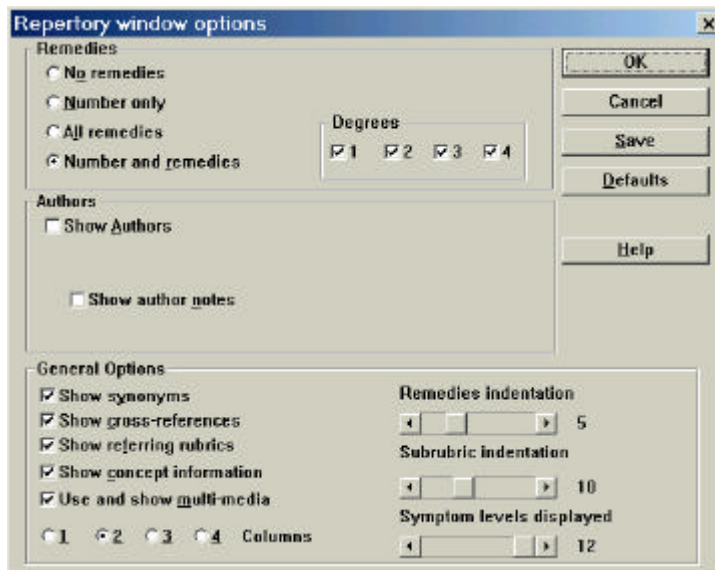 Repertory window options
Remedies
No remedies
Number only
All remedies
Number and remedies
Degrees
1 2 3 4
OK
Cancel
Save
Defaults
Help
Authors
Show Authors
Show author notes
General Options
Show synonyms
Show cross-references
Show referring rubrics
Show concept information
Use and show multi-media
1 2 3 4 Columns
Remedies indentation
5
Subrubric indentation
10
Symptom levels displayed
12